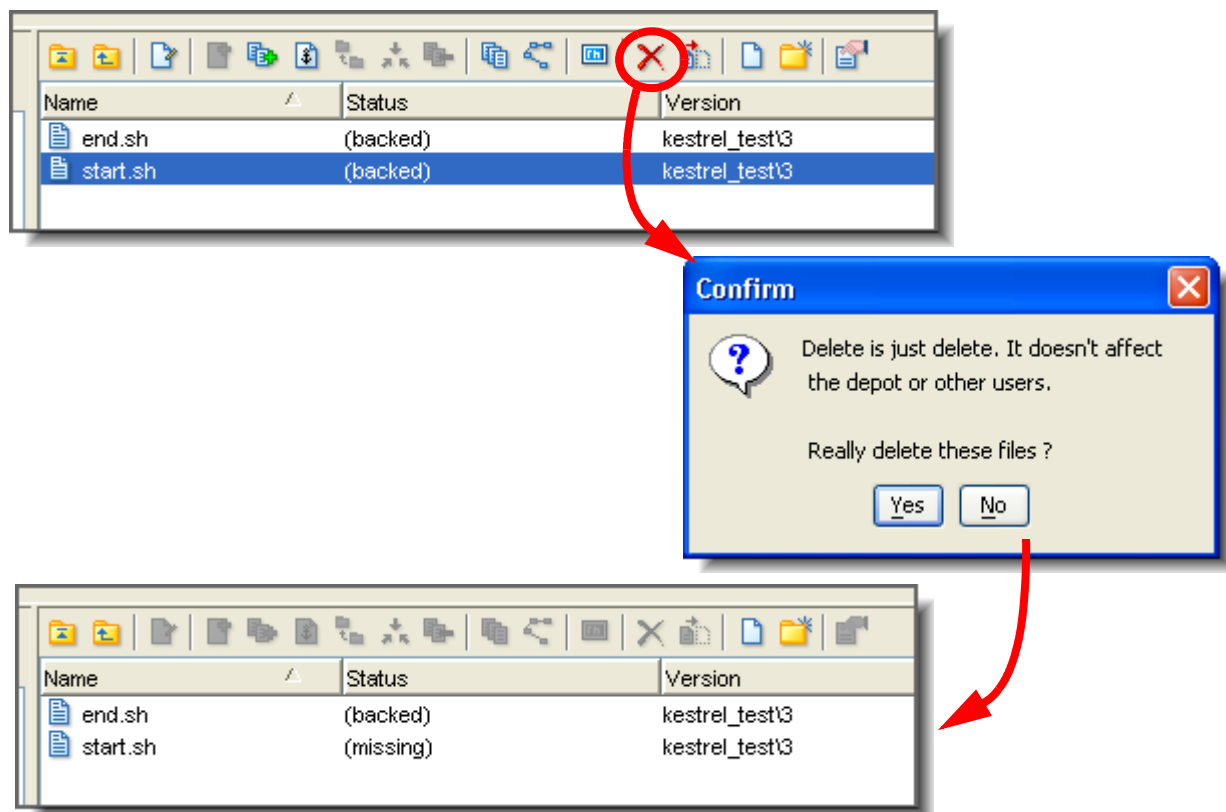 Name Status Version
end.sh (backed) kestrel_test\3
start.sh (backed) kestrel_test\3
Confirm
Delete is just delete. It doesn't affect
the depot or other users.
Really delete these files ?
Yes No
Name Status Version
end.sh (backed) kestrel_test\3
start.sh (missing) kestrel_test\3